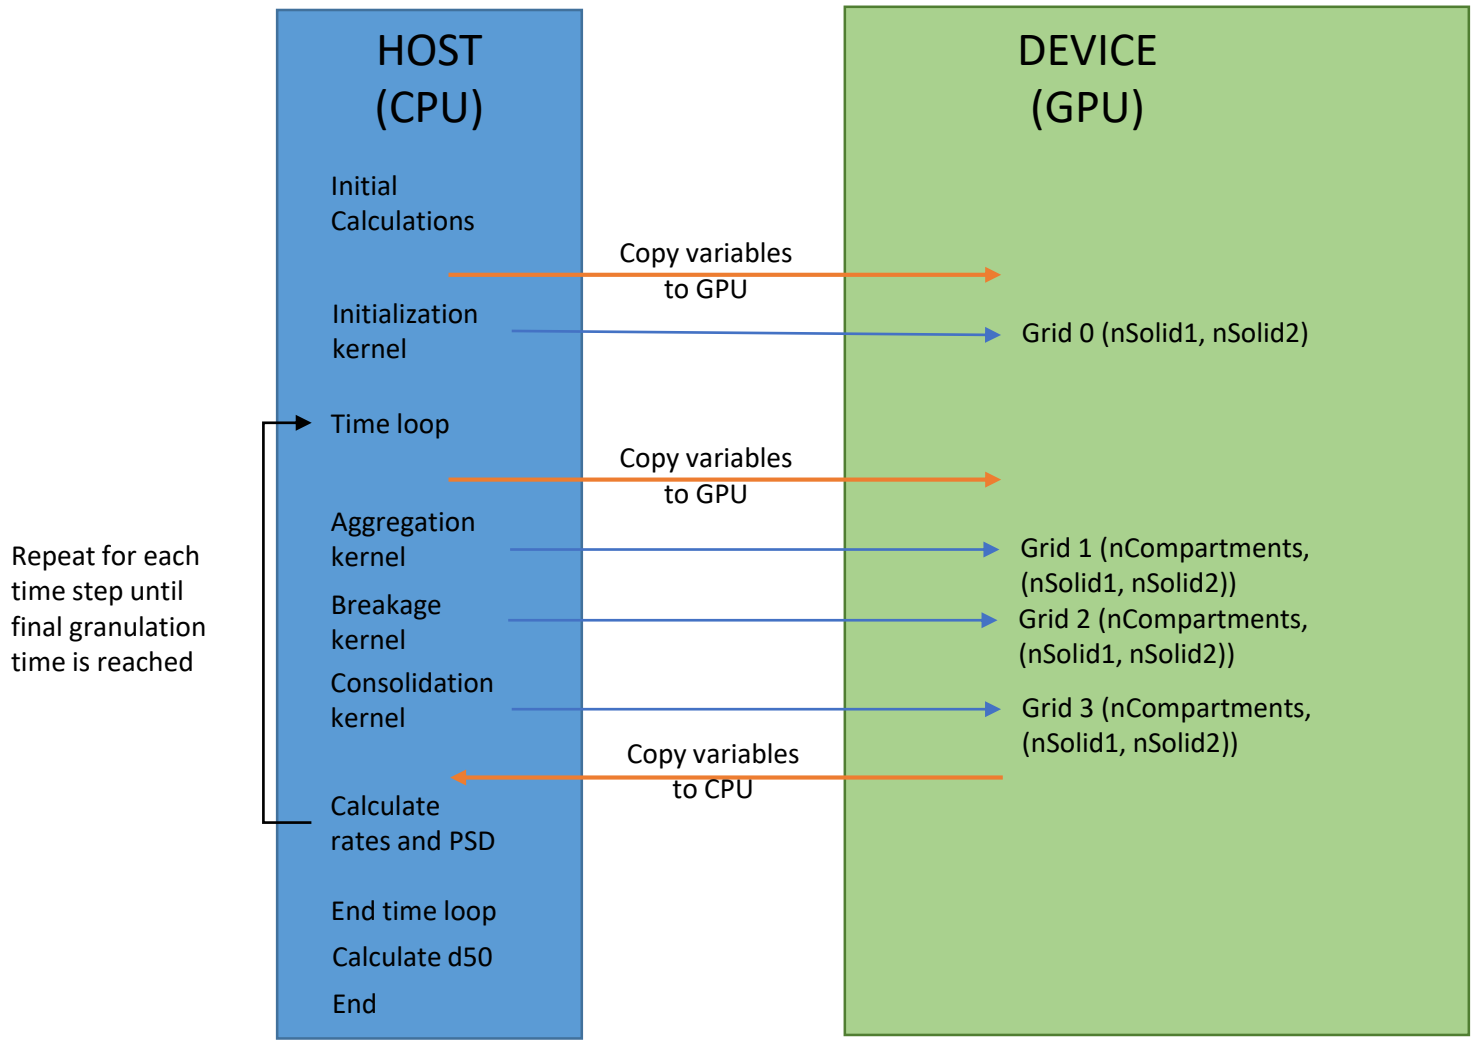 HOST
(CPU)
DEVICE
(GPU)
Initial
Calculations
Copy variables
to GPU
Initialization
kernel
Grid 0 (nSolid1, nSolid2)
Time loop
Copy variables
to GPU
Aggregation
kernel
Grid 1 (nCompartments,
(nSolid1, nSolid2))
Repeat for each
time step until
final granulation
time is reached
Breakage
kernel
Grid 2 (nCompartments,
(nSolid1, nSolid2))
Consolidation
kernel
Grid 3 (nCompartments,
(nSolid1, nSolid2))
Copy variables
to CPU
Calculate
rates and PSD
End time loop
Calculate d50
End